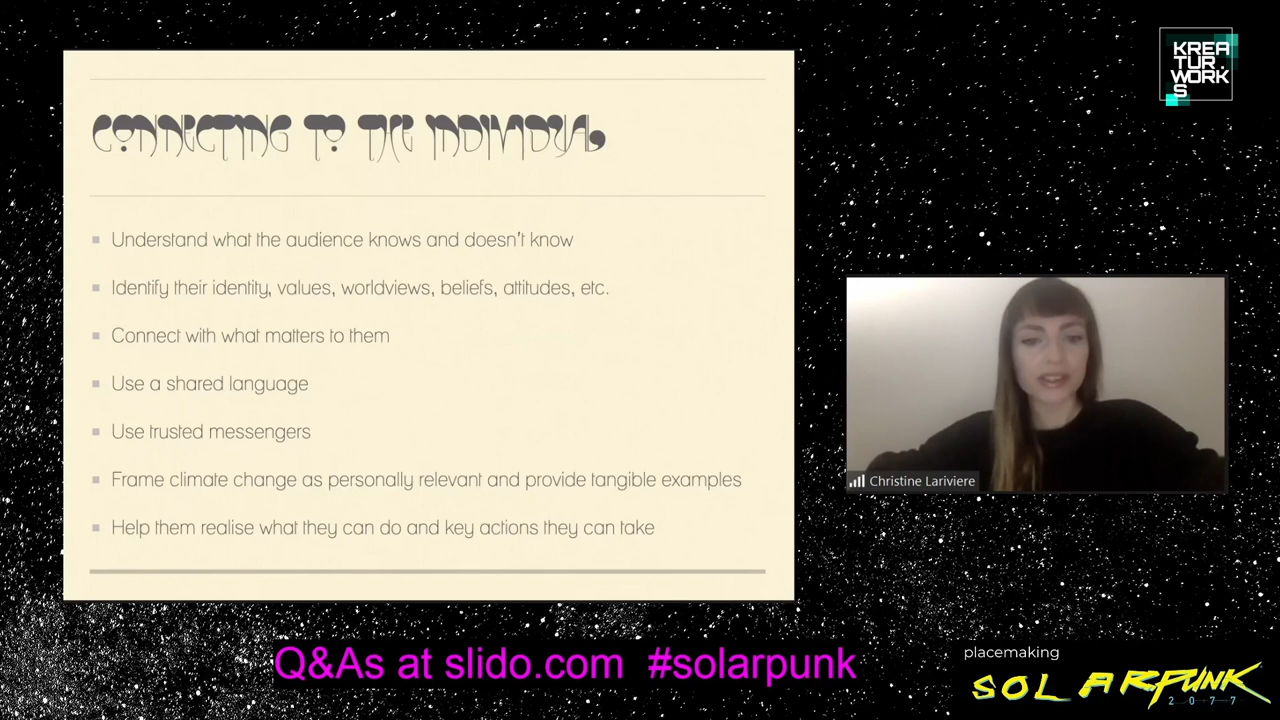 CONNECTING TO THE INDIVIDUAL
Understand what the audience knows and doesn't know
Identify their identity, values, worldviews, beliefs, attitudes, etc.
Connect with what matters to them
Use a shared language
Use trusted messengers
Frame climate change as personally relevant and provide tangible examples
Help them realise what they can do and key actions they can take
KREA
TUR.
WORK
S
Christine Lariviere
Q&As at slido.com #solarpunk
placemaking
SOLARPUNK
2077